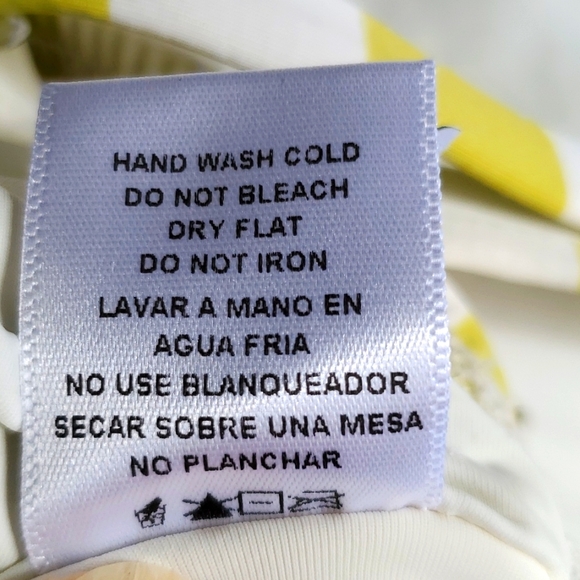 HAND WASH COLD
DO NOT BLEACH
DRY FLAT
DO NOT IRON
LAVAR A MANO EN
AGUA FRIA
NO USE BLANQUEADOR
SECAR SOBRE UNA MESA
NO PLANCHAR